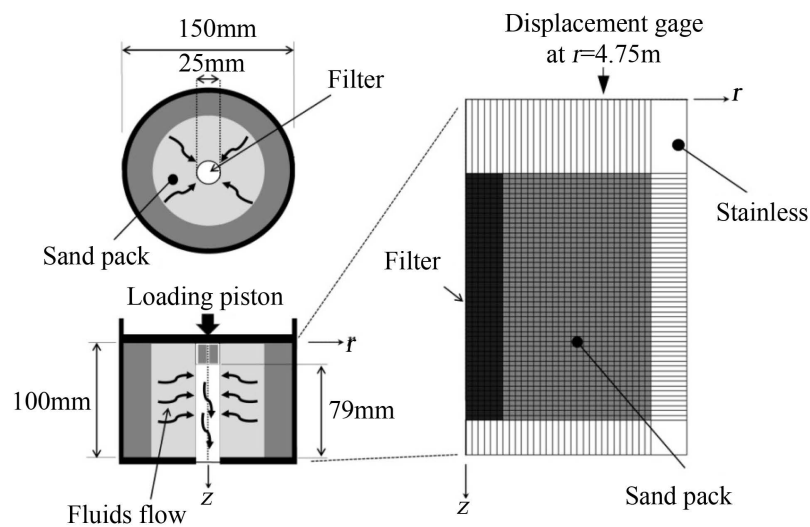 150mm
25mm
Filter
Sand pack
Displacement gage
at r=4.75m
r
Stainless
Filter
Sand pack
z
Loading piston
r
100mm
79mm
Fluids flow
z